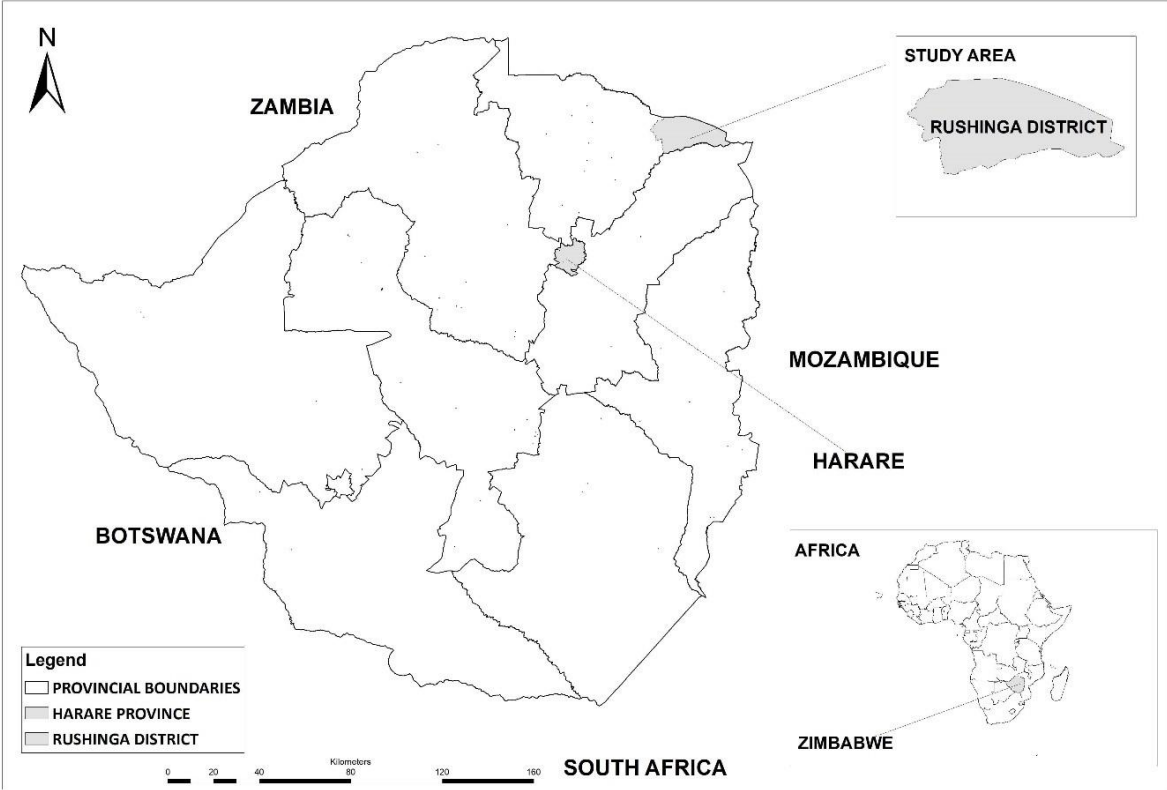 N
STUDY AREA
RUSHINGA DISTRICT
ZAMBIA
MOZAMBIQUE
HARARE
BOTSWANA
AFRICA
ZIMBABWE
Legend
PROVINCIAL BOUNDARIES
HARARE PROVINCE
RUSHINGA DISTRICT
Kilometers
0 20 40 80 120 160
SOUTH AFRICA